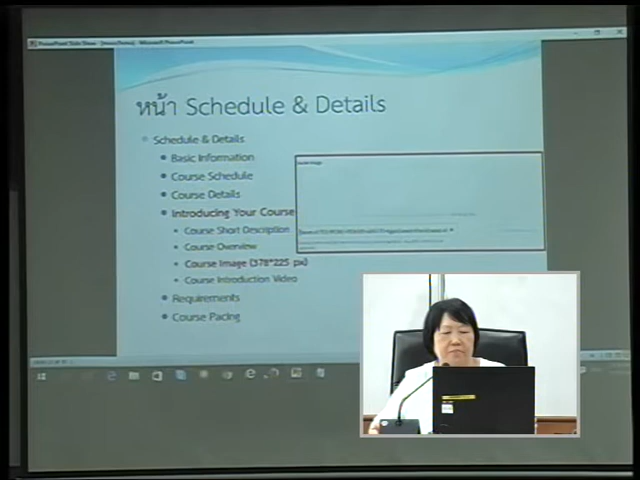 หน้า Schedule & Details
Schedule & Details
Basic Information
Course Schedule
Course Details
Introducing Your Course
Course Short Description
Course Overview
Course Image (378*225 px)
Course Introduction Video
Requirements
Course Pacing